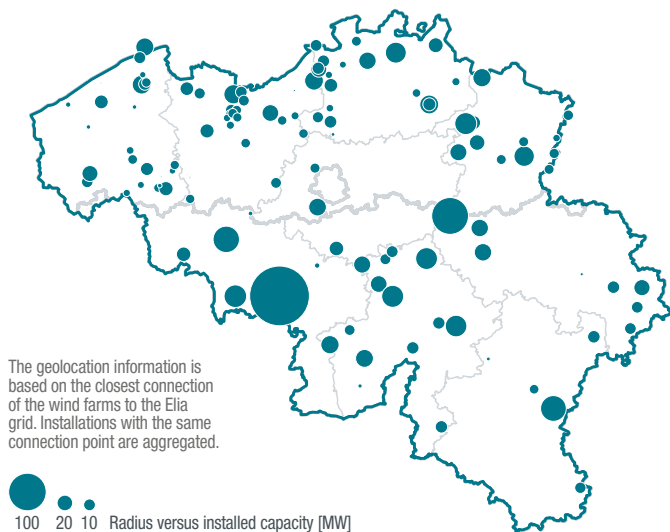 The geolocation information is
based on the closest connection
of the wind farms to the Elia
grid. Installations with the same
connection point are aggregated.
100 20 10 Radius versus installed capacity [MW]